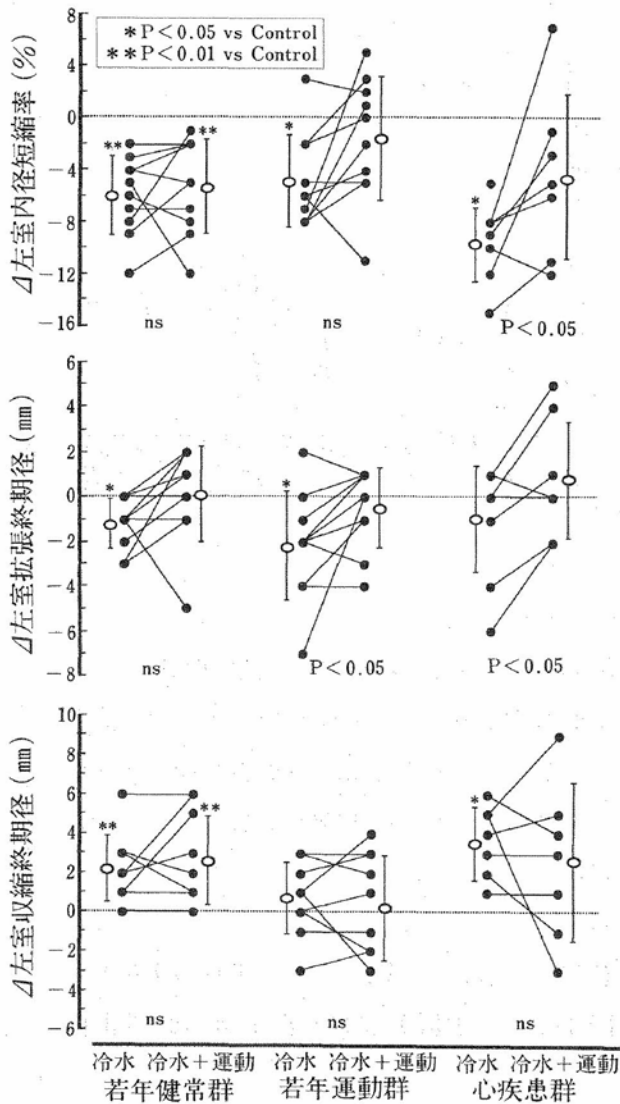 *P<0.05 vs Control
**P<0.01 vs Control
Δ左室内径短縮率(%)
8
4
0
-4
-8
-12
-16
**
**
*
*
ns
ns
P<0.05
Δ左室拡張終期径(mm)
6
4
2
0
-2
-4
-6
-8
*
*
ns
P<0.05
P<0.05
Δ左室収縮終期径(mm)
10
8
6
4
2
0
-2
-4
-6
**
**
*
ns
ns
ns
冷水 冷水+運動 冷水 冷水+運動 冷水 冷水+運動
若年健常群 若年運動群 心疾患群